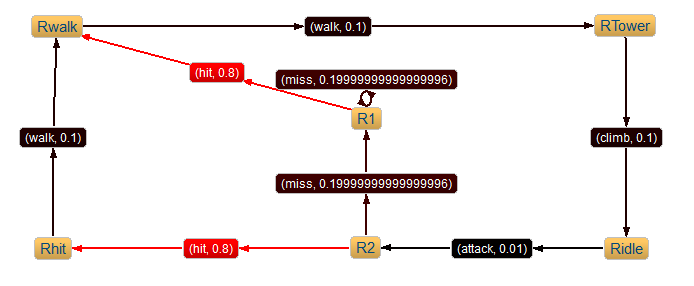 Rwalk
(walk, 0.1)
RTower
(hit, 0.8)
(miss, 0.19999999999999996)
R1
(walk, 0.1)
(climb, 0.1)
(miss, 0.19999999999999996)
Rhit
(hit, 0.8)
R2
(attack, 0.01)
Ridle